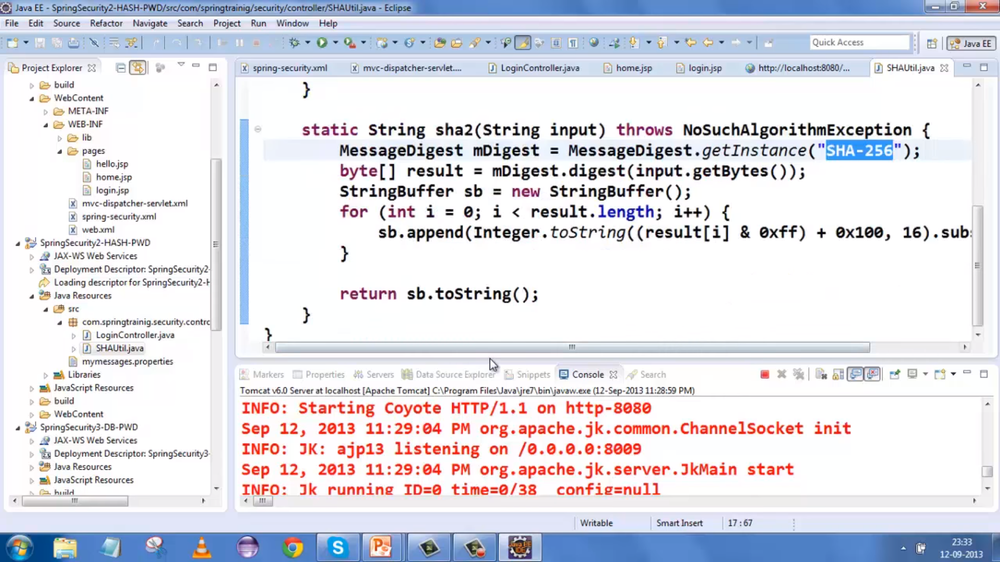 Java EE - SpringSecurity2-HASH-PWD/src/com/springtrainig/security/controller/SHAUtil.java - Eclipse
File Edit Source Refactor Navigate Search Project Run Window Help
Quick Access
Java EE
Project Explorer
build
WebContent
META-INF
WEB-INF
lib
pages
hello.jsp
home.jsp
login.jsp
mvc-dispatcher-servlet.xml
spring-security.xml
web.xml
SpringSecurity2-HASH-PWD
JAX-WS Web Services
Deployment Descriptor: SpringSecurity2-
Loading descriptor for SpringSecurity2-H
Java Resources
src
com.springtrainig.security.contro
LoginController.java
SHAUtil.java
mymessages.properties
Libraries
JavaScript Resources
build
WebContent
SpringSecurity3-DB-PWD
JAX-WS Web Services
Deployment Descriptor: SpringSecurity3-
Java Resources
JavaScript Resources
build
spring-security.xml mvc-dispatcher-servlet.... LoginController.java home.jsp login.jsp http://localhost:8080/... SHAUtil.java
}
static String sha2(String input) throws NoSuchAlgorithmException {
MessageDigest mDigest = MessageDigest.getInstance("SHA-256");
byte[] result = mDigest.digest(input.getBytes());
StringBuffer sb = new StringBuffer();
for (int i = 0; i < result.length; i++) {
sb.append(Integer.toString((result[i] & 0xff) + 0x100, 16).sub
}
return sb.toString();
}
}
Markers Properties Servers Data Source Explorer Snippets Console Search
Tomcat v6.0 Server at localhost [Apache Tomcat] C:\Program Files\Java\jre7\bin\javaw.exe (12-Sep-2013 11:28:59 PM)
INFO: Starting Coyote HTTP/1.1 on http-8080
Sep 12, 2013 11:29:04 PM org.apache.jk.common.ChannelSocket init
INFO: JK: ajp13 listening on /0.0.0.0:8009
Sep 12, 2013 11:29:04 PM org.apache.jk.server.JkMain start
INFO: Jk running ID=0 time=0/38 config=null
Writable Smart Insert 17 : 67
23:33
12-09-2013